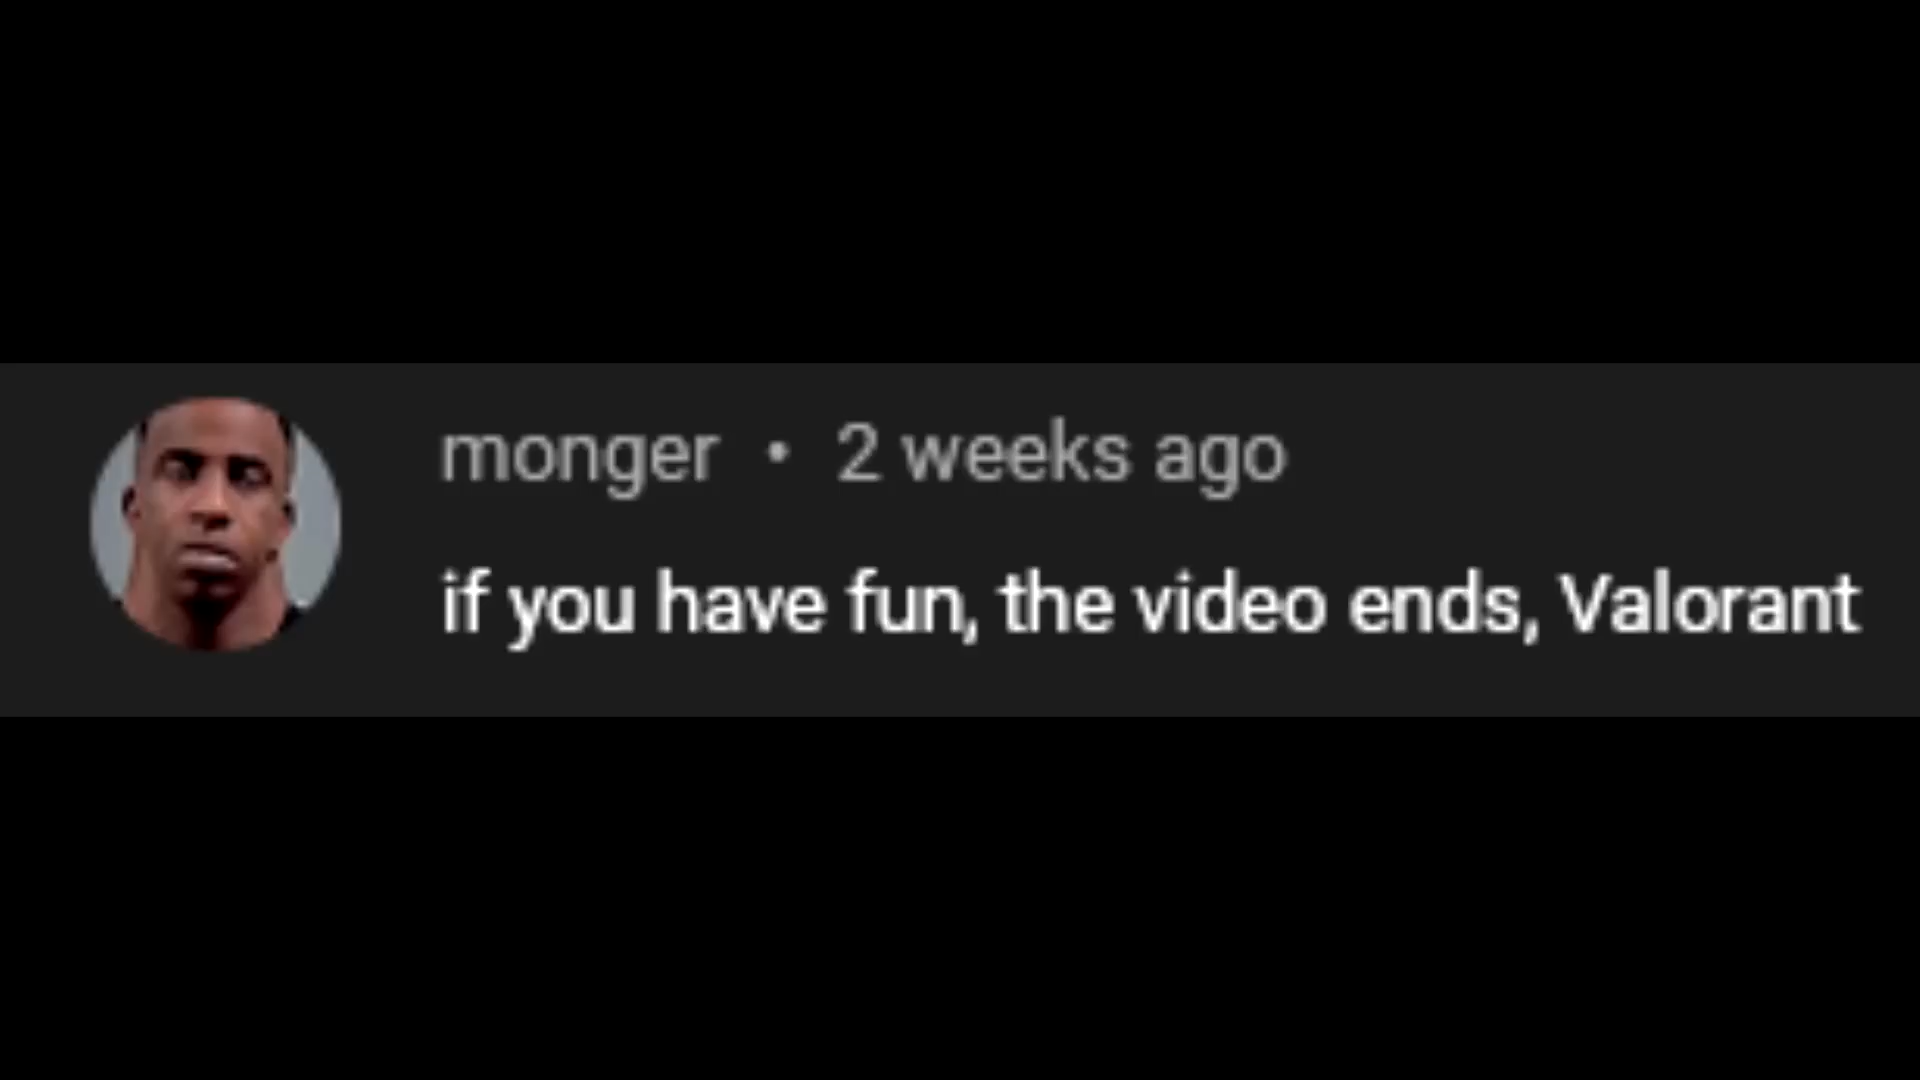 monger • 2 weeks ago
if you have fun, the video ends, Valorant